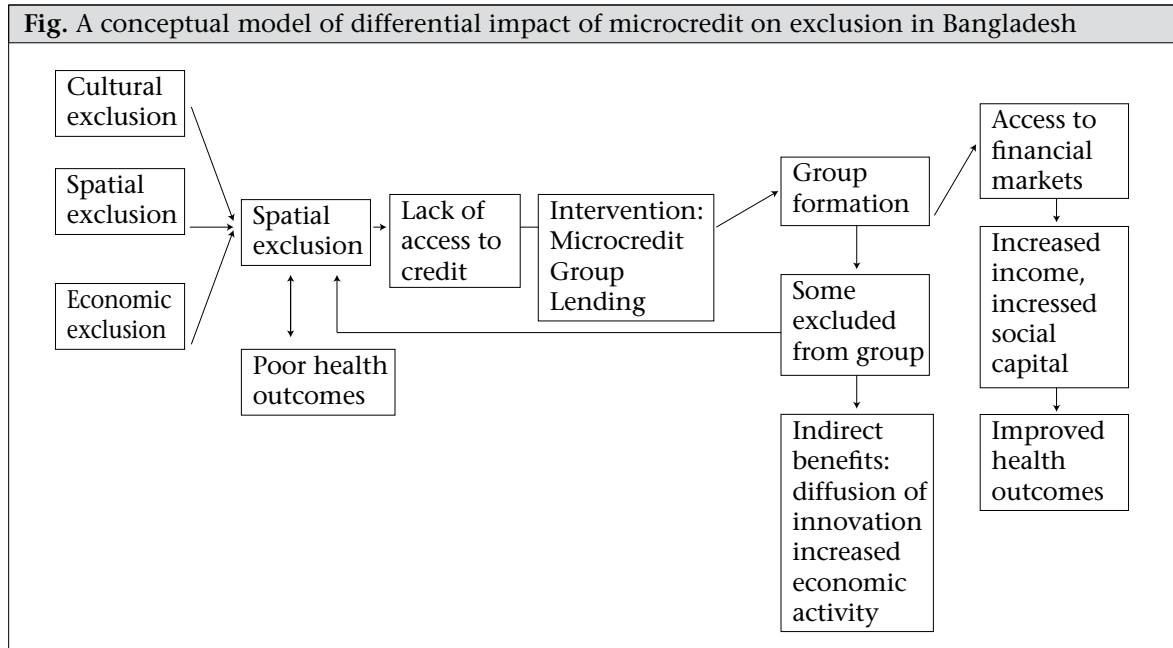 Fig. A conceptual model of differential impact of microcredit on exclusion in Bangladesh
Cultural
exclusion
Spatial
exclusion
Economic
exclusion
Spatial
exclusion
Poor health
outcomes
Lack of
access to
credit
Intervention:
Microcredit
Group
Lending
Group
formation
Some
excluded
from group
Indirect
benefits:
diffusion of
innovation
increased
economic
activity
Access to
financial
markets
Increased
income,
incressed
social
capital
Improved
health
outcomes